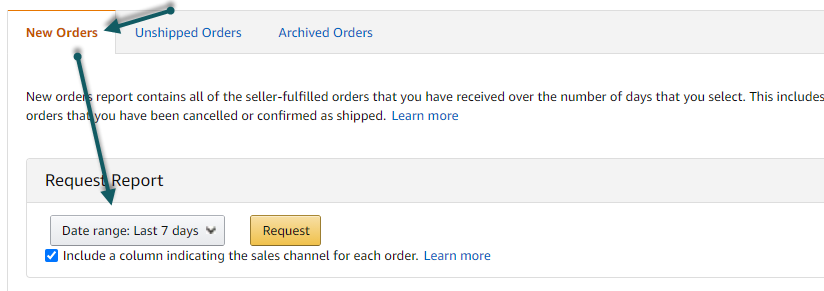 New Orders Unshipped Orders Archived Orders
New orders report contains all of the seller-fulfilled orders that you have received over the number of days that you select. This includes
orders that you have been cancelled or confirmed as shipped. Learn more
Request Report
Date range: Last 7 days Request
Include a column indicating the sales channel for each order. Learn more